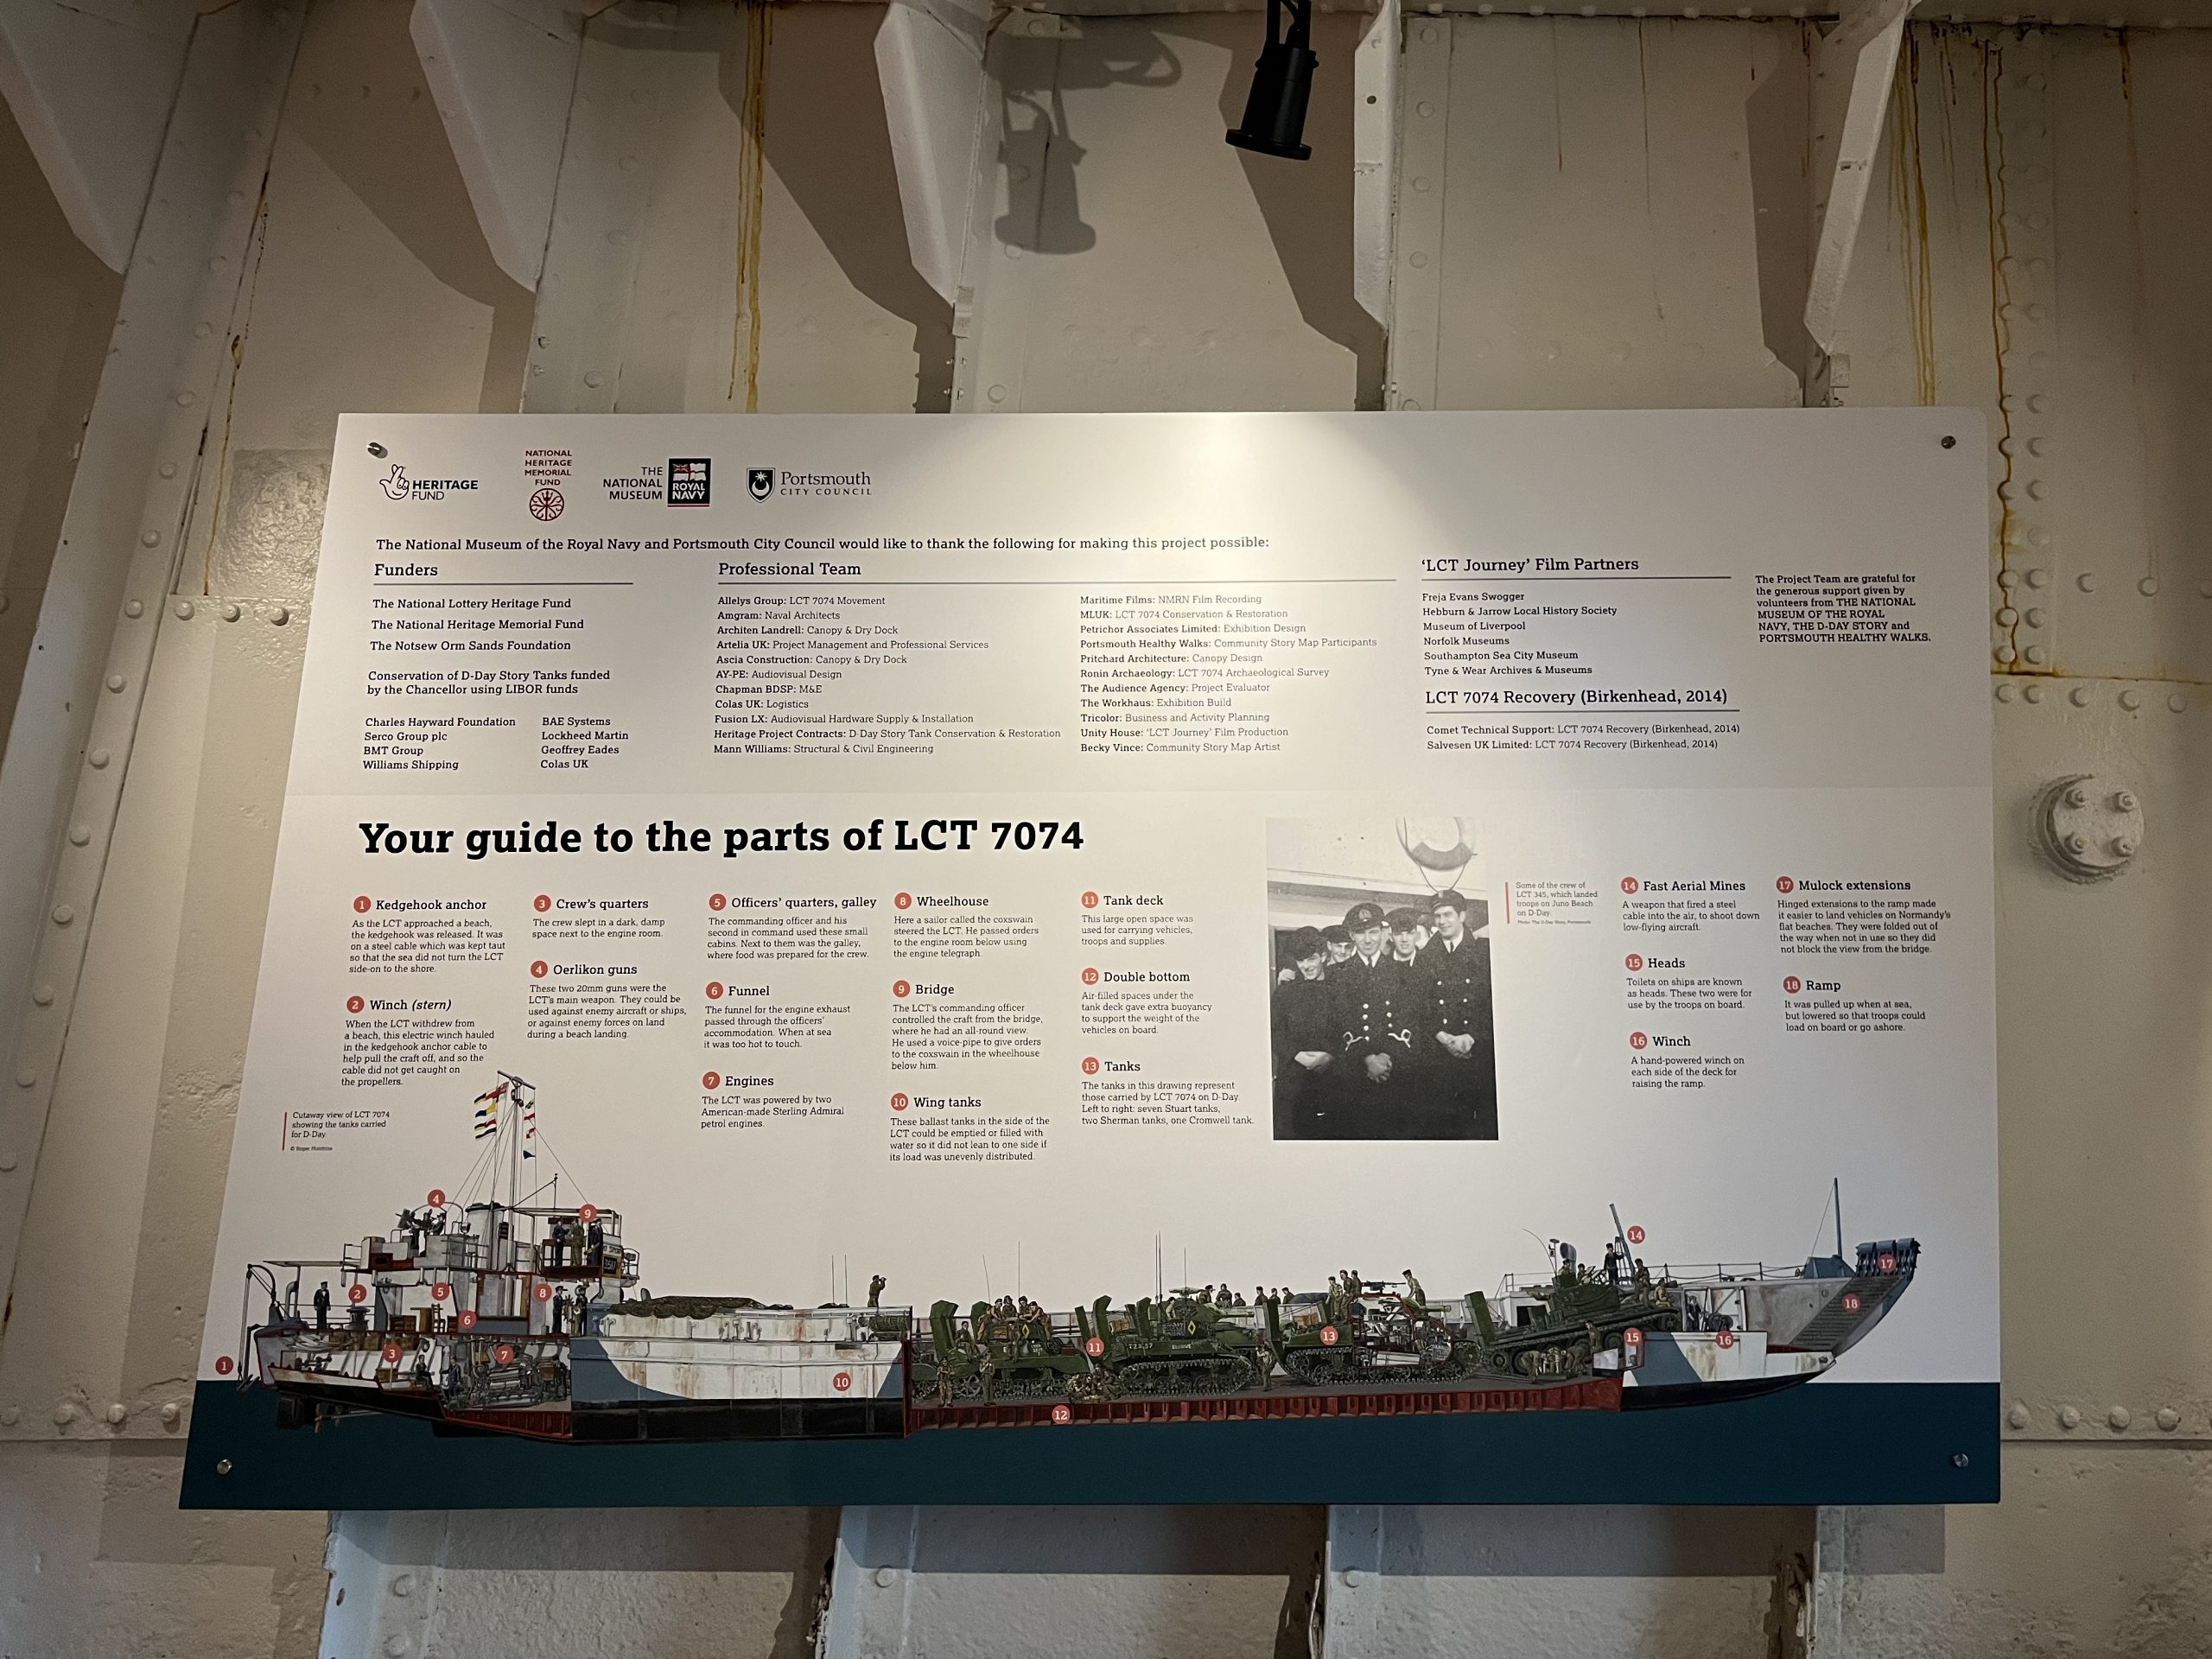 HERITAGE
FUND
NATIONAL
HERITAGE
MEMORIAL
FUND
THE
NATIONAL
MUSEUM
ROYAL
NAVY
Portsmouth
CITY COUNCIL
The National Museum of the Royal Navy and Portsmouth City Council would like to thank the following for making this project possible:
Funders
The National Lottery Heritage Fund
The National Heritage Memorial Fund
The Notsew Orm Sands Foundation
Conservation of D-Day Story Tanks funded
by the Chancellor using LIBOR funds
Charles Hayward Foundation
Serco Group plc
BMT Group
Williams Shipping
BAE Systems
Lockheed Martin
Geoffrey Eades
Colas UK
Professional Team
Allelys Group: LCT 7074 Movement
Amgram: Naval Architects
Architen Landrell: Canopy & Dry Dock
Artelia UK: Project Management and Professional Services
Ascia Construction: Canopy & Dry Dock
AY-PE: Audiovisual Design
Chapman BDSP: M&E
Colas UK: Logistics
Fusion LX: Audiovisual Hardware Supply & Installation
Heritage Project Contracts: D-Day Story Tank Conservation & Restoration
Mann Williams: Structural & Civil Engineering
Maritime Films: NMRN Film Recording
MLUK: LCT 7074 Conservation & Restoration
Petrichor Associates Limited: Exhibition Design
Portsmouth Healthy Walks: Community Story Map Participants
Pritchard Architecture: Canopy Design
Ronin Archaeology: LCT 7074 Archaeological Survey
The Audience Agency: Project Evaluator
The Workhaus: Exhibition Build
Tricolor: Business and Activity Planning
Unity House: 'LCT Journey' Film Production
Becky Vince: Community Story Map Artist
'LCT Journey' Film Partners
Freja Evans Swogger
Hebburn & Jarrow Local History Society
Museum of Liverpool
Norfolk Museums
Southampton Sea City Museum
Tyne & Wear Archives & Museums
LCT 7074 Recovery (Birkenhead, 2014)
Comet Technical Support: LCT 7074 Recovery (Birkenhead, 2014)
Salvesen UK Limited: LCT 7074 Recovery (Birkenhead, 2014)
The Project Team are grateful for
the generous support given by
volunteers from THE NATIONAL
MUSEUM OF THE ROYAL
NAVY, THE D-DAY STORY and
PORTSMOUTH HEALTHY WALKS.
Your guide to the parts of LCT 7074
1 Kedgehook anchor
As the LCT approached a beach,
the kedgehook was released. It was
on a steel cable which was kept taut
so that the sea did not turn the LCT
side-on to the shore.
2 Winch (stern)
When the LCT withdrew from
a beach, this electric winch hauled
in the kedgehook anchor cable to
help pull the craft off, and so the
cable did not get caught on
the propellers.
3 Crew's quarters
The crew slept in a dark, damp
space next to the engine room.
4 Oerlikon guns
These two 20mm guns were the
LCT's main weapon. They could be
used against enemy aircraft or ships,
or against enemy forces on land
during a beach landing.
5 Officers' quarters, galley
The commanding officer and his
second in command used these small
cabins. Next to them was the galley,
where food was prepared for the crew.
6 Funnel
The funnel for the engine exhaust
passed through the officers'
accommodation. When at sea
it was too hot to touch.
7 Engines
The LCT was powered by two
American-made Sterling Admiral
petrol engines.
8 Wheelhouse
Here a sailor called the coxswain
steered the LCT. He passed orders
to the engine room below using
the engine telegraph.
9 Bridge
The LCT's commanding officer
controlled the craft from the bridge,
where he had an all-round view.
He used a voice-pipe to give orders
to the coxswain in the wheelhouse
below him.
10 Wing tanks
These ballast tanks in the side of the
LCT could be emptied or filled with
water so it did not lean to one side if
its load was unevenly distributed.
11 Tank deck
This large open space was
used for carrying vehicles,
troops and supplies.
12 Double bottom
Air-filled spaces under the
tank deck gave extra buoyancy
to support the weight of the
vehicles on board.
13 Tanks
The tanks in this drawing represent
those carried by LCT 7074 on D-Day.
Left to right: seven Stuart tanks,
two Sherman tanks, one Cromwell tank.
Some of the crew of
LCT 345, which landed
troops on Juno Beach
on D-Day.
Photo: The D-Day Story, Portsmouth
14 Fast Aerial Mines
A weapon that fired a steel
cable into the air, to shoot down
low-flying aircraft.
15 Heads
Toilets on ships are known
as heads. These two were for
use by the troops on board.
16 Winch
A hand-powered winch on
each side of the deck for
raising the ramp.
17 Mulock extensions
Hinged extensions to the ramp made
it easier to land vehicles on Normandy's
flat beaches. They were folded out of
the way when not in use so they did
not block the view from the bridge.
18 Ramp
It was pulled up when at sea,
but lowered so that troops could
load on board or go ashore.
Cutaway view of LCT 7074
showing the tanks carried
for D-Day
1
2
3
4
5
6
7
8
9
10
11
12
13
14
15
16
17
18